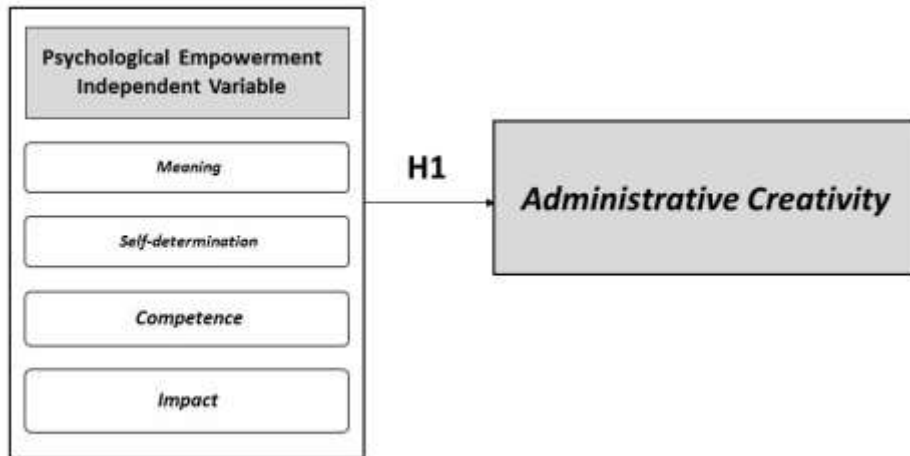 Psychological Empowerment
Independent Variable
Meaning
Self-determination
Competence
Impact
H1
Administrative Creativity